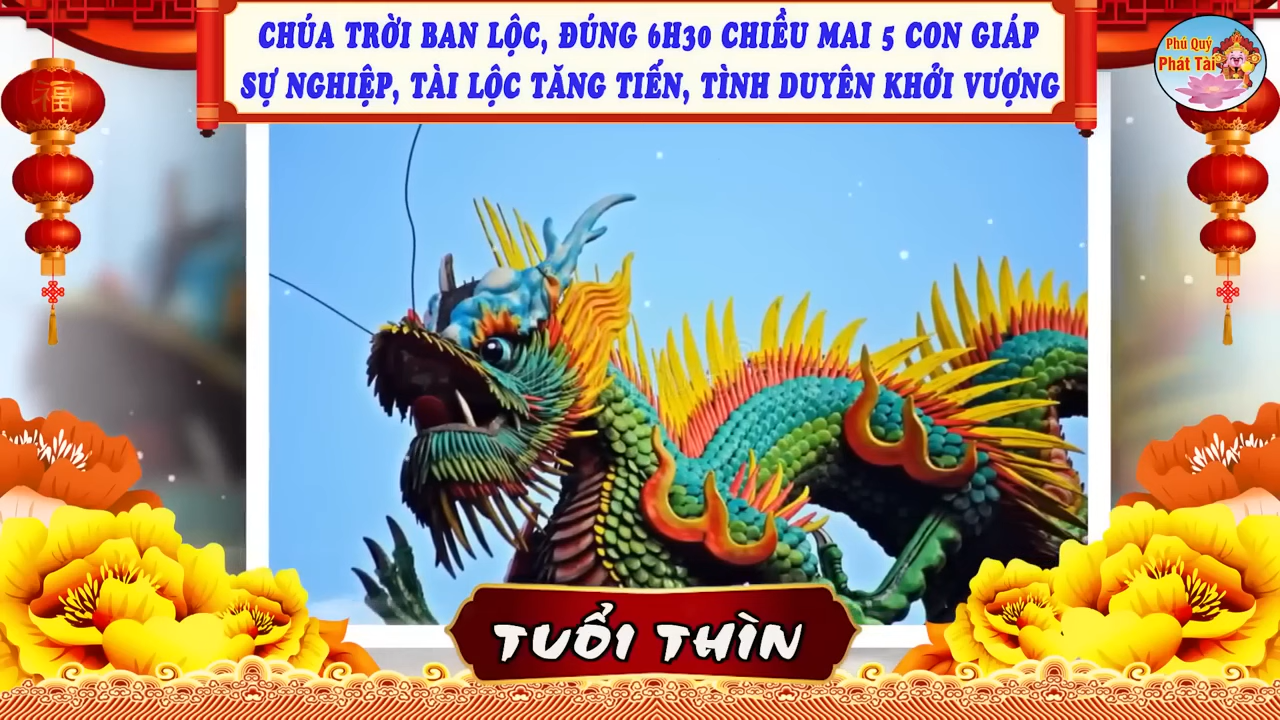 CHÚA TRỜI BAN LỘC, ĐÚNG 6H30 CHIỀU MAI 5 CON GIÁP
SỰ NGHIỆP, TÀI LỘC TĂNG TIẾN, TÌNH DUYÊN KHỞI VƯỢNG
Phú Quý
Phát Tài
福
TUỔI THÌN